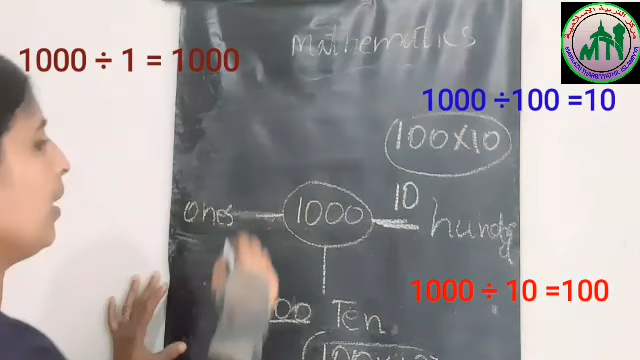 Mathematics
1000 ÷ 1 = 1000
1000 ÷100 =10
100X10
ones 1000 10
1000 ÷ 10 =100
Ten